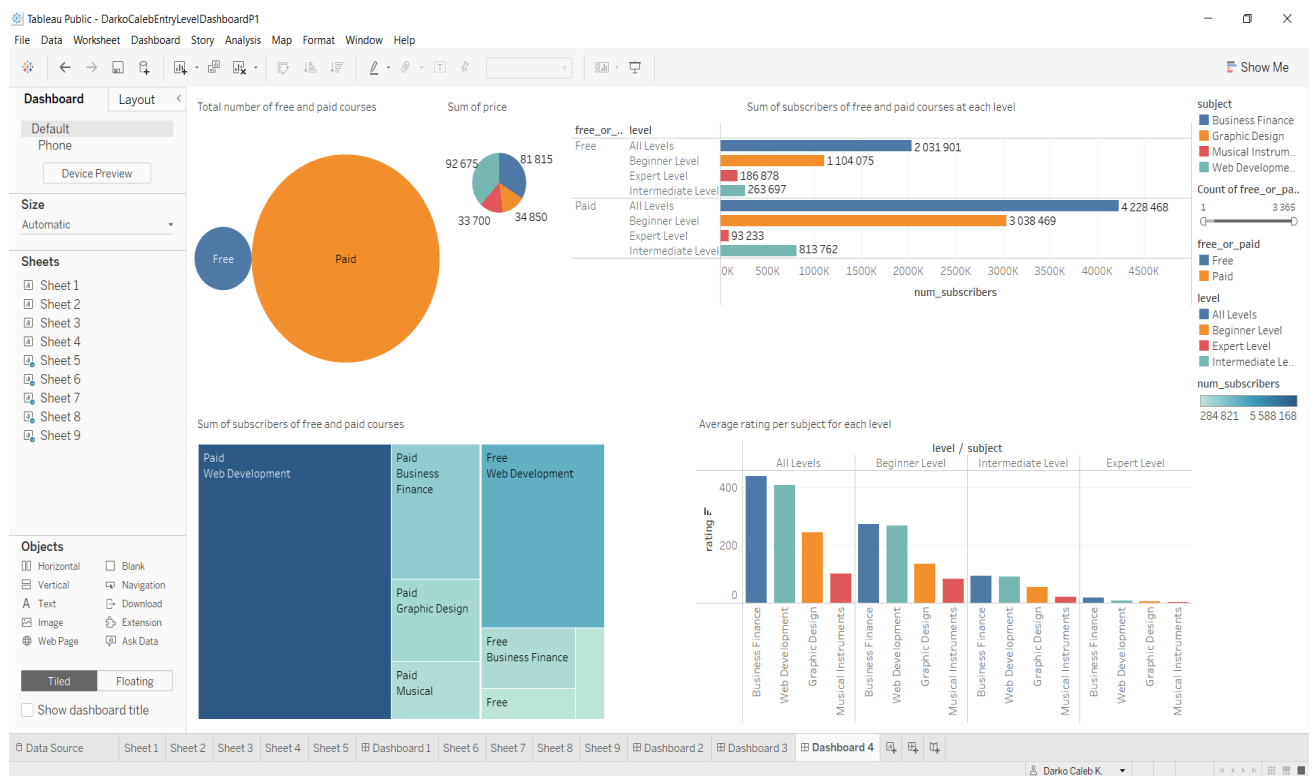 Tableau Public - DarkoCalebEntryLevelDashboardP1
File Data Worksheet Dashboard Story Analysis Map Format Window Help
Show Me
Dashboard Layout
Default
Phone
Device Preview
Size
Automatic
Sheets
Sheet 1
Sheet 2
Sheet 3
Sheet 4
Sheet 5
Sheet 6
Sheet 7
Sheet 8
Sheet 9
Objects
Horizontal Blank
Vertical Navigation
Text Download
Image Extension
Web Page Ask Data
Tiled Floating
Show dashboard title
Total number of free and paid courses
Free
Paid
Sum of price
92 675
81 815
33 700
34 850
Sum of subscribers of free and paid courses at each level
free_or_.. level
Free All Levels 2 031 901
Beginner Level 1 104 075
Expert Level 186 878
Intermediate Level 263 697
Paid All Levels 4 228 468
Beginner Level 3 038 469
Expert Level 93 233
Intermediate Level 813 762
0K 500K 1000K 1500K 2000K 2500K 3000K 3500K 4000K 4500K
num_subscribers
subject
Business Finance
Graphic Design
Musical Instrum..
Web Developme..
Count of free_or_pa..
1 3 365
free_or_paid
Free
Paid
level
All Levels
Beginner Level
Expert Level
Intermediate Le..
num_subscribers
284 821 5 588 168
Sum of subscribers of free and paid courses
Paid
Web Development
Paid
Business
Finance
Paid
Graphic Design
Paid
Musical
Free
Web Development
Free
Business Finance
Free
Average rating per subject for each level
level / subject
All Levels Beginner Level Intermediate Level Expert Level
rating
400
200
0
Business Finance
Web Development
Graphic Design
Musical Instruments
Business Finance
Web Development
Graphic Design
Musical Instruments
Business Finance
Web Development
Graphic Design
Musical Instruments
Business Finance
Web Development
Graphic Design
Musical Instruments
Data Source Sheet 1 Sheet 2 Sheet 3 Sheet 4 Sheet 5 Dashboard 1 Sheet 6 Sheet 7 Sheet 8 Sheet 9 Dashboard 2 Dashboard 3 Dashboard 4
Darko Caleb K.